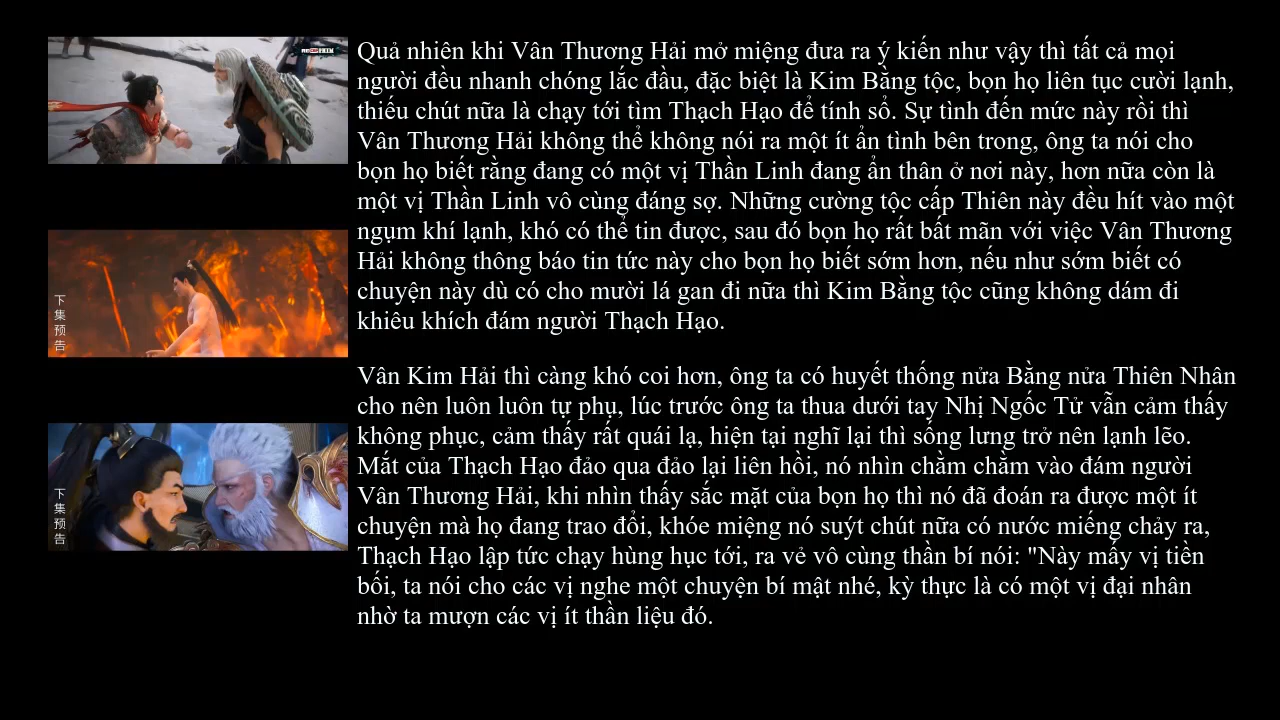 Quả nhiên khi Vân Thương Hải mở miệng đưa ra ý kiến như vậy thì tất cả mọi
người đều nhanh chóng lắc đầu, đặc biệt là Kim Bằng tộc, bọn họ liên tục cười lạnh,
thiếu chút nữa là chạy tới tìm Thạch Hạo để tính sổ. Sự tình đến mức này rồi thì
Vân Thương Hải không thể không nói ra một ít ẩn tình bên trong, ông ta nói cho
bọn họ biết rằng đang có một vị Thần Linh đang ẩn thân ở nơi này, hơn nữa còn là
một vị Thần Linh vô cùng đáng sợ. Những cường tộc cấp Thiên này đều hít vào một
ngụm khí lạnh, khó có thể tin được, sau đó bọn họ rất bất mãn với việc Vân Thương
Hải không thông báo tin tức này cho bọn họ biết sớm hơn, nếu như sớm biết có
chuyện này dù có cho mười lá gan đi nữa thì Kim Bằng tộc cũng không dám đi
khiêu khích đám người Thạch Hạo.
Vân Kim Hải thì càng khó coi hơn, ông ta có huyết thống nửa Bằng nửa Thiên Nhân
cho nên luôn luôn tự phụ, lúc trước ông ta thua dưới tay Nhị Ngốc Tử vẫn cảm thấy
không phục, cảm thấy rất quái lạ, hiện tại nghĩ lại thì sống lưng trở nên lạnh lẽo.
Mắt của Thạch Hạo đảo qua đảo lại liên hồi, nó nhìn chằm chằm vào đám người
Vân Thương Hải, khi nhìn thấy sắc mặt của bọn họ thì nó đã đoán ra được một ít
chuyện mà họ đang trao đổi, khóe miệng nó suýt chút nữa có nước miếng chảy ra,
Thạch Hạo lập tức chạy hùng hục tới, ra vẻ vô cùng thần bí nói: "Này mấy vị tiền
bối, ta nói cho các vị nghe một chuyện bí mật nhé, kỳ thực là có một vị đại nhân
nhờ ta mượn các vị ít thần liệu đó.
下集预告
下集预告